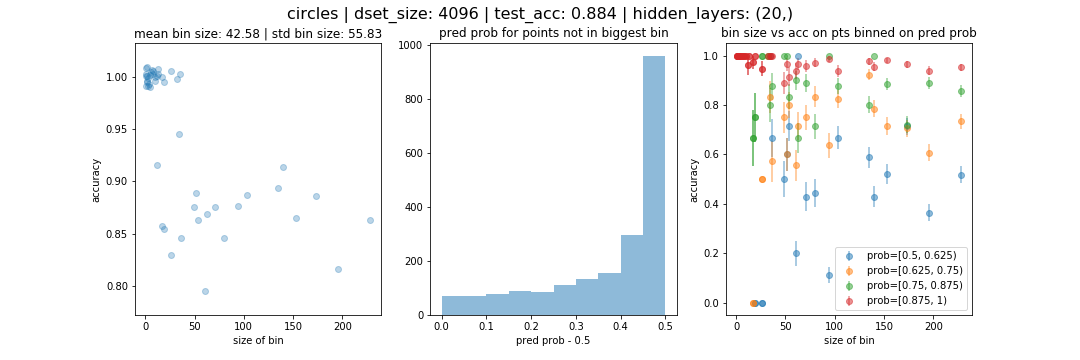 circles | dset_size: 4096 | test_acc: 0.884 | hidden_layers: (20,)
mean bin size: 42.58 | std bin size: 55.83
1.00
0.95
0.90
0.85
0.80
accuracy
0
50
100
150
200
size of bin
pred prob for points not in biggest bin
1000
800
600
400
200
0
0.0
0.1
0.2
0.3
0.4
0.5
pred prob - 0.5
bin size vs acc on pts binned on pred prob
1.0
0.8
0.6
0.4
0.2
0.0
accuracy
prob=[0.5, 0.625)
prob=[0.625, 0.75)
prob=[0.75, 0.875)
prob=[0.875, 1)
0
50
100
150
200
size of bin